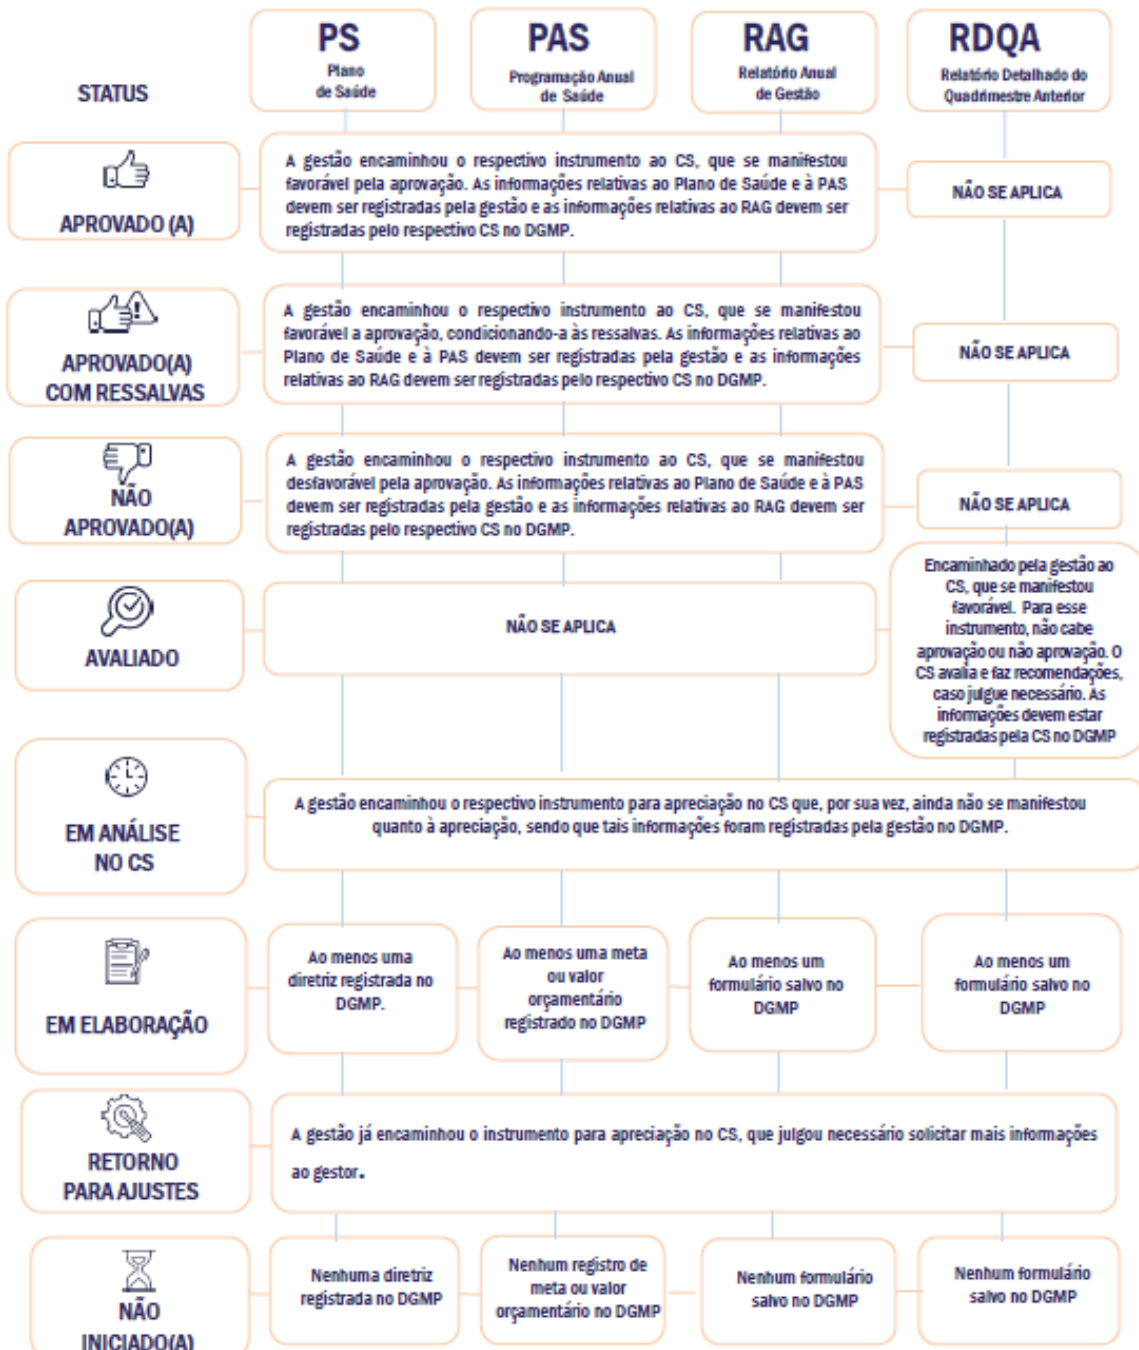 STATUS
PS
Plano
de Saúde
PAS
Programação Anual
de Saúde
RAG
Relatório Anual
de Gestão
RDQA
Relatório Detalhado do
Quadrimestre Anterior
APROVADO (A)
A gestão encaminhou o respectivo instrumento ao CS, que se manifestou
favorável pela aprovação. As informações relativas ao Plano de Saúde e à PAS
devem ser registradas pela gestão e as informações relativas ao RAG devem ser
registradas pelo respectivo CS no DGMP.
NÃO SE APLICA
APROVADO(A)
COM RESSALVAS
A gestão encaminhou o respectivo instrumento ao CS, que se manifestou
favorável a aprovação, condicionando-a às ressalvas. As informações relativas ao
Plano de Saúde e à PAS devem ser registradas pela gestão e as informações
relativas ao RAG devem ser registradas pelo respectivo CS no DGMP.
NÃO SE APLICA
NÃO
APROVADO(A)
A gestão encaminhou o respectivo instrumento ao CS, que se manifestou
desfavorável pela aprovação. As informações relativas ao Plano de Saúde e à PAS
devem ser registradas pela gestão e as informações relativas ao RAG devem ser
registradas pelo respectivo CS no DGMP.
NÃO SE APLICA
AVALIADO
NÃO SE APLICA
Encaminhado pela gestão ao
CS, que se manifestou
favorável. Para esse
instrumento, não cabe
aprovação ou não aprovação. O
CS avalia e faz recomendações,
caso julgue necessário. As
informações devem estar
registradas pela CS no DGMP
EM ANÁLISE
NO CS
A gestão encaminhou o respectivo instrumento para apreciação no CS que, por sua vez, ainda não se manifestou
quanto à apreciação, sendo que tais informações foram registradas pela gestão no DGMP.
EM ELABORAÇÃO
Ao menos uma
diretriz registrada no
DGMP.
Ao menos uma meta
ou valor
orçamentário
registrado no DGMP
Ao menos um
formulário salvo no
DGMP
Ao menos um
formulário salvo no
DGMP
RETORNO
PARA AJUSTES
A gestão já encaminhou o instrumento para apreciação no CS, que julgou necessário solicitar mais informações
ao gestor.
NÃO
INICIADO(A)
Nenhuma diretriz
registrada no DGMP
Nenhum registro de
meta ou valor
orçamentário no DGMP
Nenhum formulário
salvo no DGMP
Nenhum formulário
salvo no DGMP